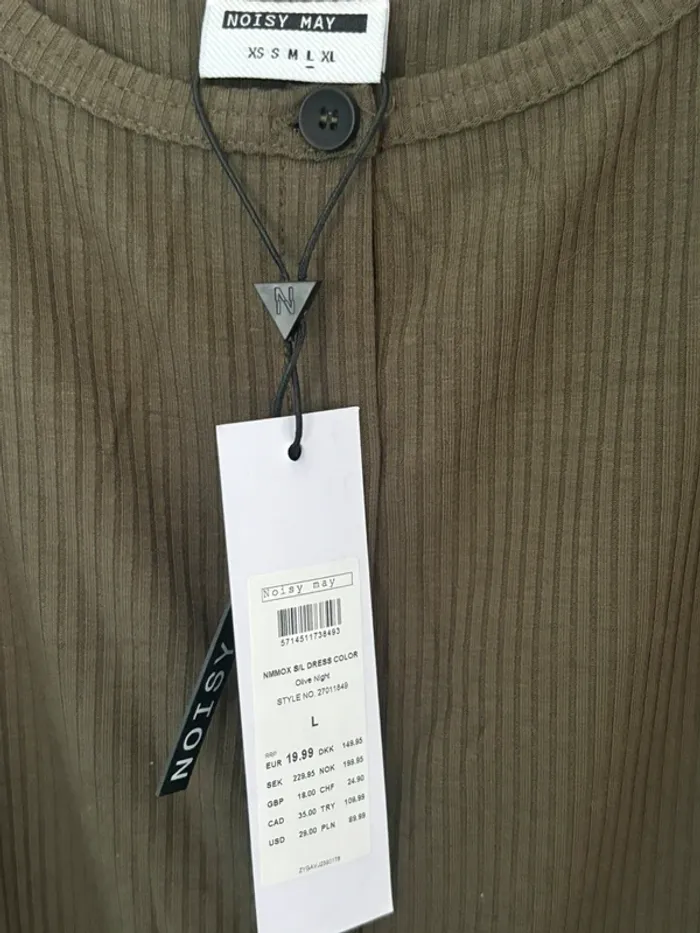 NOISY MAY
XS S M L XL
N
NOISY
Noisy may
5714511738493
NMMOX S/L DRESS COLOR
Olive Night
STYLE NO. 27011849
L
RRP
EUR 19.99 DKK 149.95
SEK 229.95 NOK 199.95
GBP 18.00 CHF 24.90
CAD 35.00 TRY 109.99
USD 29.00 PLN 89.99